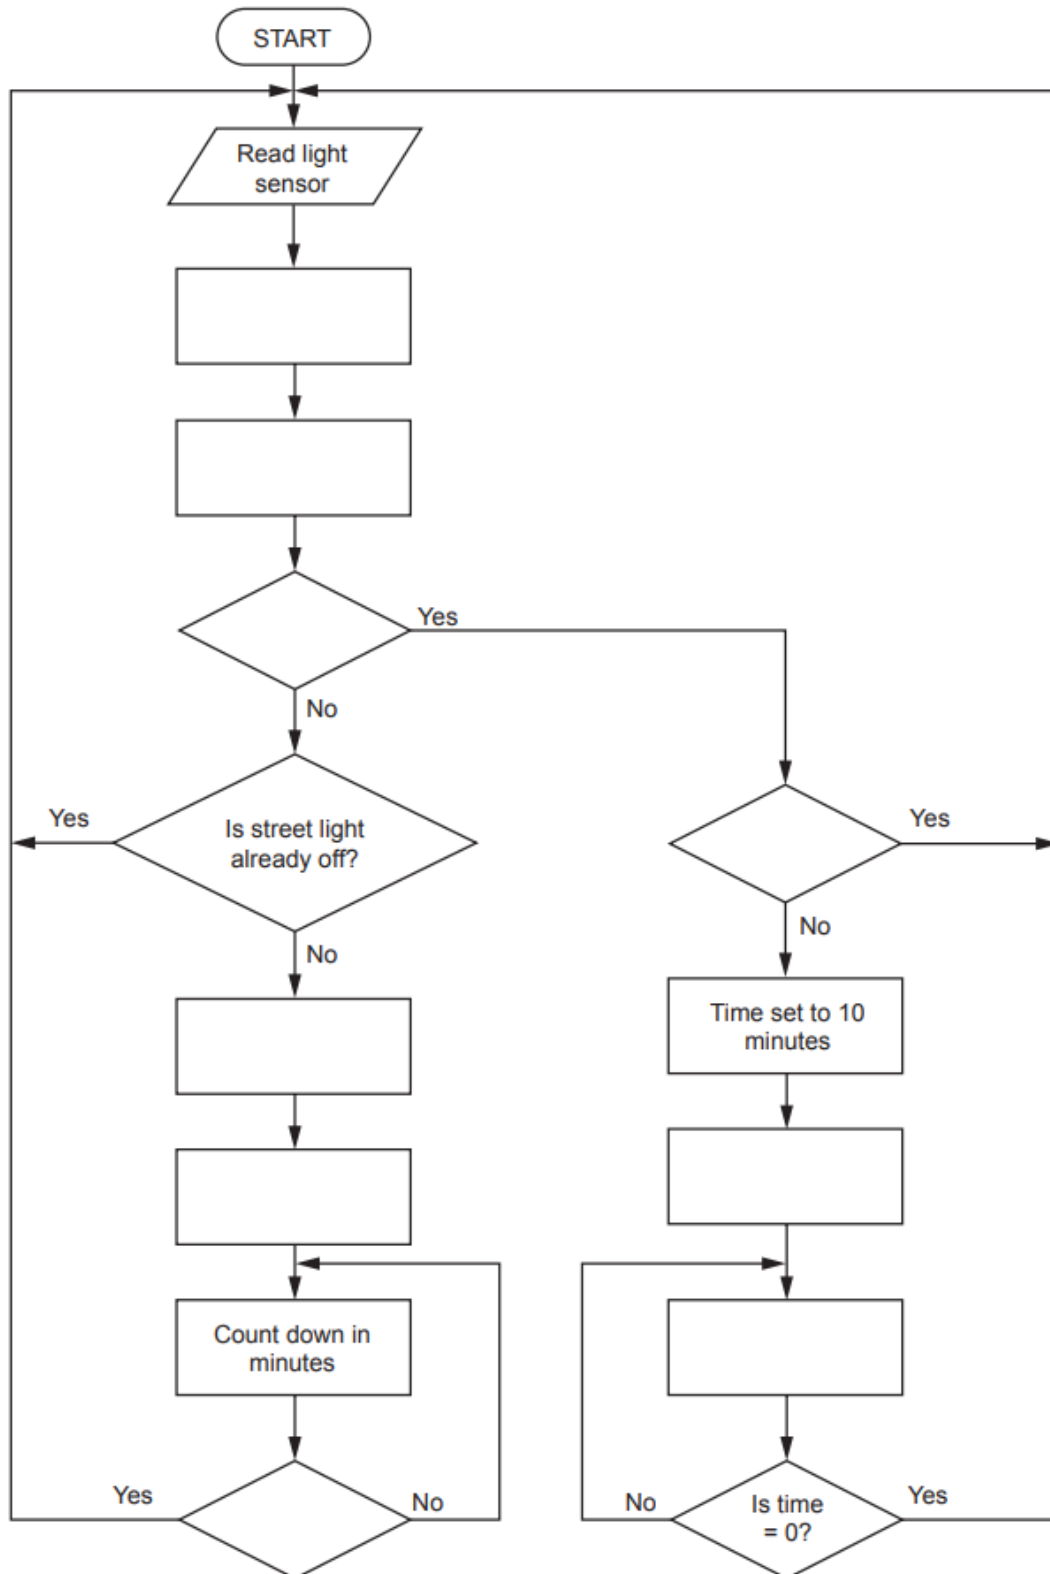 START
Read light
sensor
Yes
No
Is street light
already off?
Yes
Yes
No
No
Time set to 10
minutes
Count down in
minutes
Yes
No
No
Is time
= 0?
Yes